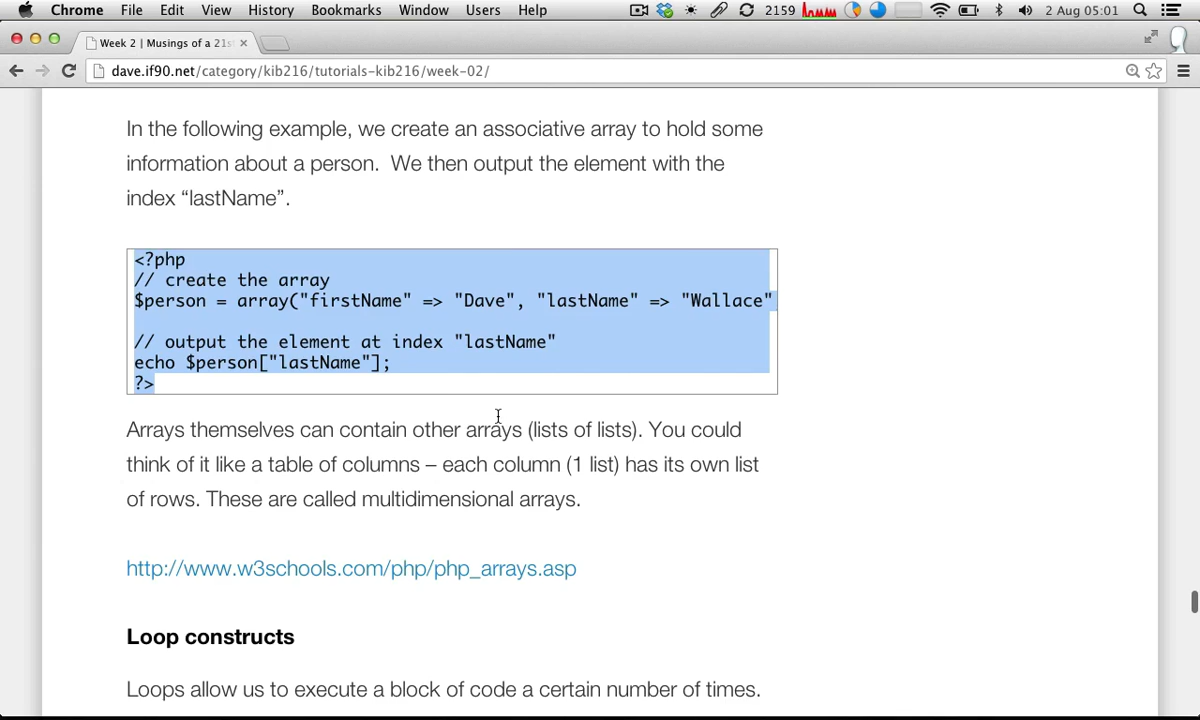 Chrome File Edit View History Bookmarks Window Users Help 2159 2 Aug 05:01
Week 2 | Musings of a 21s
dave.if90.net/category/kib216/tutorials-kib216/week-02/
In the following example, we create an associative array to hold some
information about a person.  We then output the element with the
index “lastName”.
<?php
// create the array
$person = array("firstName" => "Dave", "lastName" => "Wallace"
// output the element at index "lastName"
echo $person["lastName"];
?>
Arrays themselves can contain other arrays (lists of lists). You could
think of it like a table of columns – each column (1 list) has its own list
of rows. These are called multidimensional arrays.
http://www.w3schools.com/php/php_arrays.asp
Loop constructs
Loops allow us to execute a block of code a certain number of times.